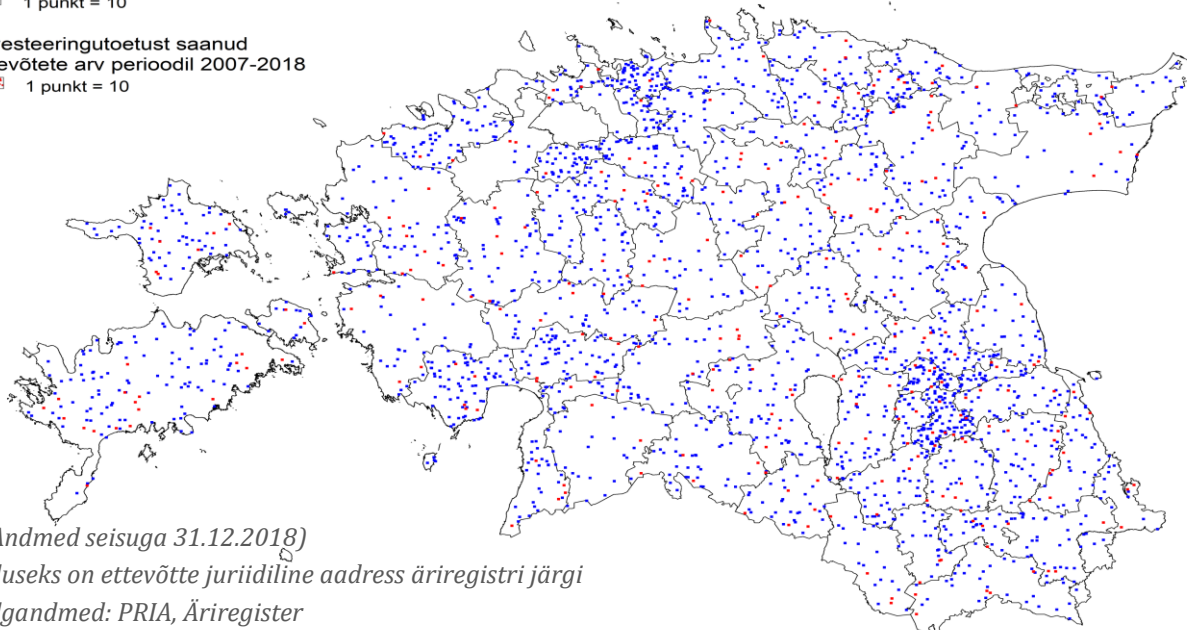 1 punkt = 10
esteeringutoetust saanud
evõtete arv perioodil 2007-2018
1 punkt = 10
Andmed seisuga 31.12.2018)
luseks on ettevõtte juriidiline aadress äriregistri järgi
lgandmed: PRIA, Äriregister